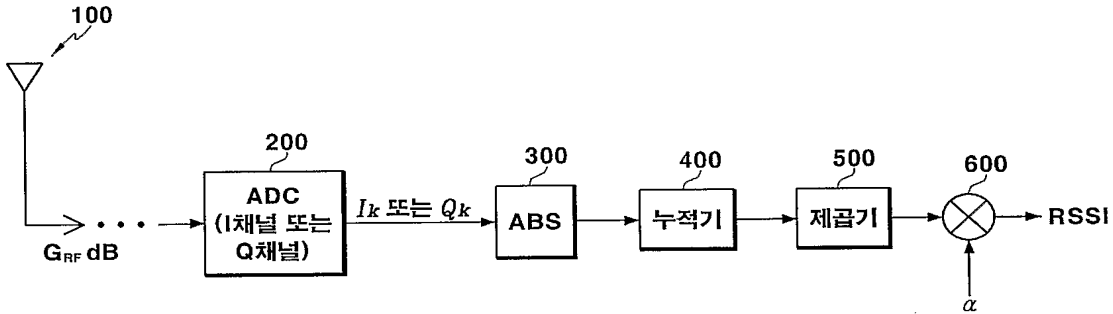 100
G_RF dB
200
ADC
(I채널 또는
Q채널)
Ik 또는 Qk
300
ABS
400
누적기
500
제곱기
600
RSSI
α